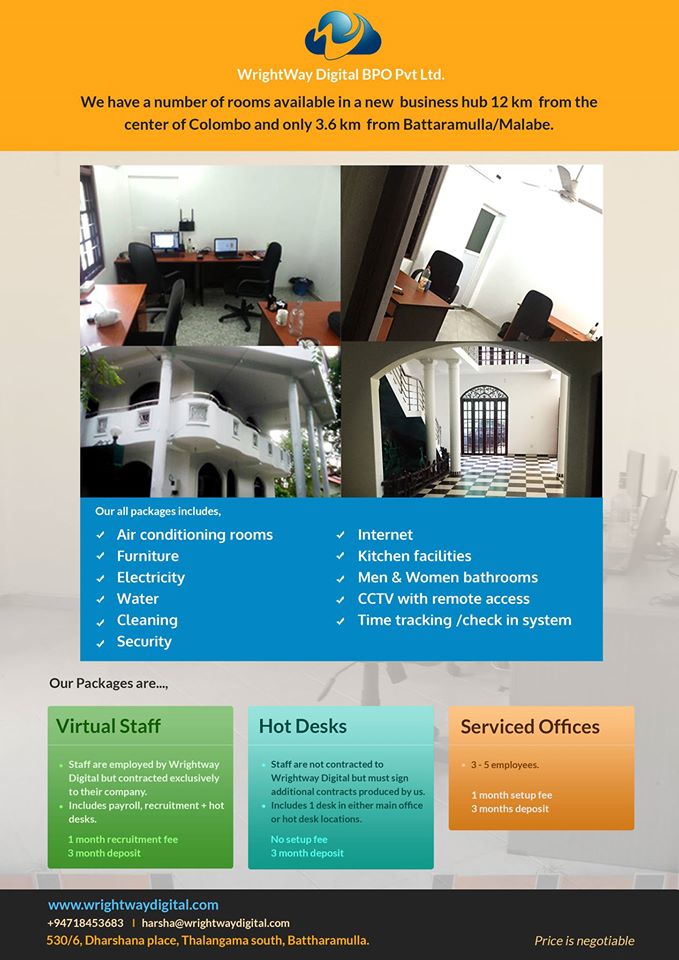 WrightWay Digital BPO Pvt Ltd.
We have a number of rooms available in a new business hub 12 km from the
center of Colombo and only 3.6 km from Battaramulla/Malabe.
Our all packages includes,
Air conditioning rooms
Furniture
Electricity
Water
Cleaning
Security
Internet
Kitchen facilities
Men & Women bathrooms
CCTV with remote access
Time tracking /check in system
Our Packages are...,
Virtual Staff
Staff are employed by Wrightway
Digital but contracted exclusively
to their company.
Includes payroll, recruitment + hot
desks.
1 month recruitment fee
3 month deposit
Hot Desks
Staff are not contracted to
Wrightway Digital but must sign
additional contracts produced by us.
Includes 1 desk in either main office
or hot desk locations.
No setup fee
3 month deposit
Serviced Offices
3 - 5 employees.
1 month setup fee
3 months deposit
www.wrightwaydigital.com
+94718453683 I harsha@wrightwaydigital.com
530/6, Dharshana place, Thalangama south, Battharamulla.
Price is negotiable